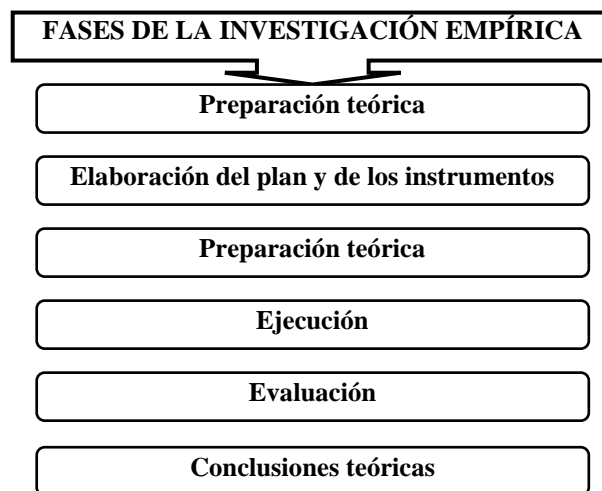 FASES DE LA INVESTIGACIÓN EMPÍRICA
Preparación teórica
Elaboración del plan y de los instrumentos
Preparación teórica
Ejecución
Evaluación
Conclusiones teóricas